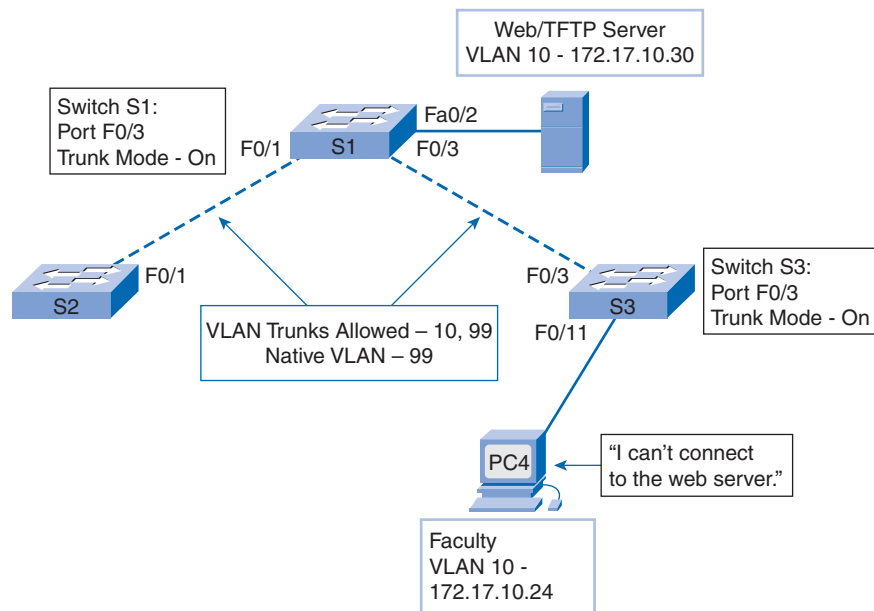 Web/TFTP Server
VLAN 10 - 172.17.10.30
Switch S1:
Port F0/3
Trunk Mode - On
Fa0/2
F0/1
S1
F0/3
F0/1
S2
F0/3
S3
F0/11
Switch S3:
Port F0/3
Trunk Mode - On
VLAN Trunks Allowed – 10, 99
Native VLAN – 99
PC4
“I can’t connect
to the web server.”
Faculty
VLAN 10 -
172.17.10.24